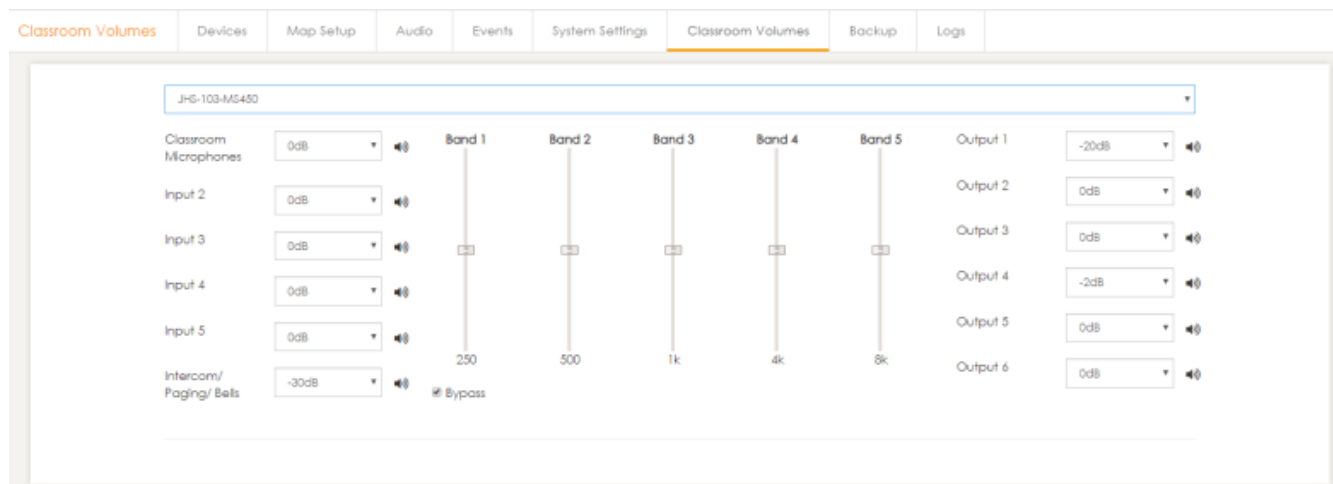 Classroom Volumes Devices Map Setup Audio Events System Settings Classroom Volumes Backup Logs
JHS-103-MS450
Classroom
Microphones
0dB
Input 2
0dB
Input 3
0dB
Input 4
0dB
Input 5
0dB
Intercom/
Paging/ Bells
-30dB
Band 1 Band 2 Band 3 Band 4 Band 5
250 500 1k 4k 8k
Bypass
Output 1
-20dB
Output 2
0dB
Output 3
0dB
Output 4
-2dB
Output 5
0dB
Output 6
0dB